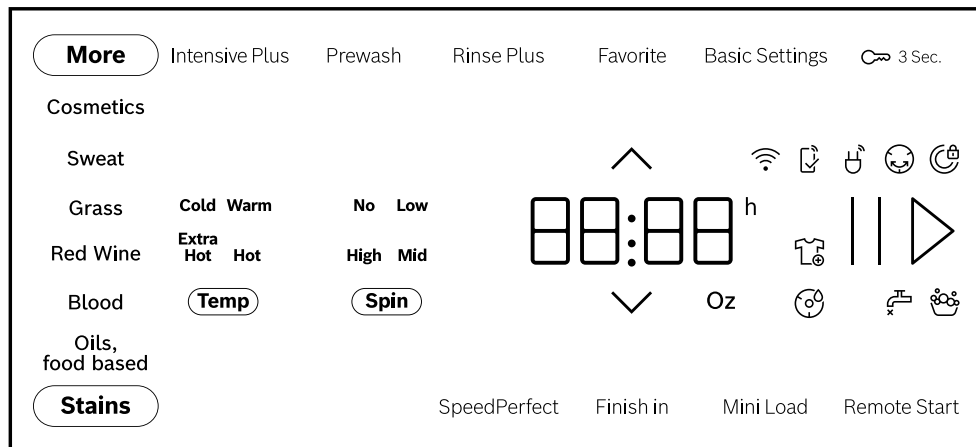 More Intensive Plus Prewash Rinse Plus Favorite Basic Settings 3 Sec.
Cosmetics
Sweat
Grass Cold Warm No Low
88:88 h
Red Wine Extra
Hot Hot High Mid
Blood Temp Spin Oz
Oils,
food based
Stains SpeedPerfect Finish in Mini Load Remote Start